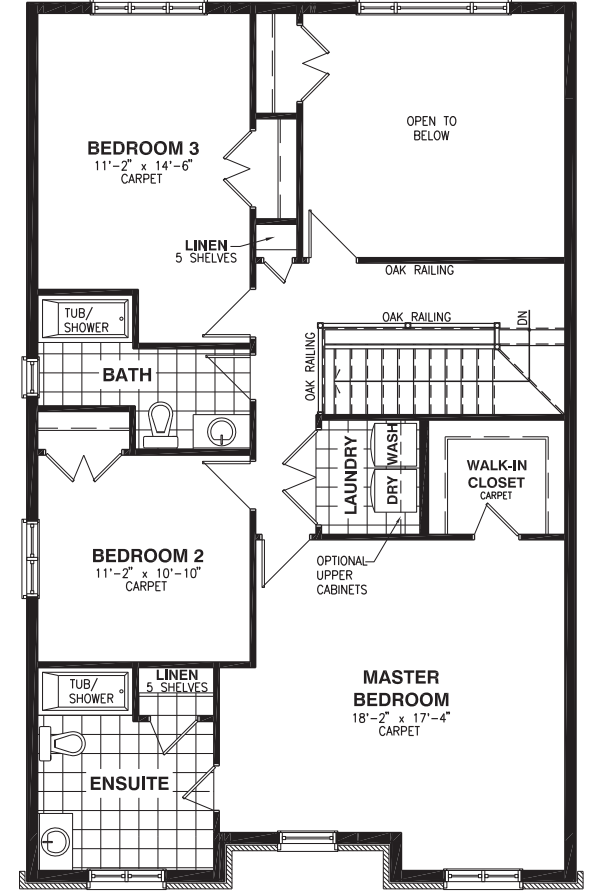 OPEN TO
BELOW
BEDROOM 3
11'-2" x 14'-6"
CARPET
LINEN
5 SHELVES
OAK RAILING
TUB/
SHOWER
OAK RAILING
DN
OAK RAILING
BATH
LAUNDRY
DRY WASH
WALK-IN
CLOSET
CARPET
BEDROOM 2
11'-2" x 10'-10"
CARPET
OPTIONAL
UPPER
CABINETS
LINEN
5 SHELVES
TUB/
SHOWER
MASTER
BEDROOM
18'-2" x 17'-4"
CARPET
ENSUITE